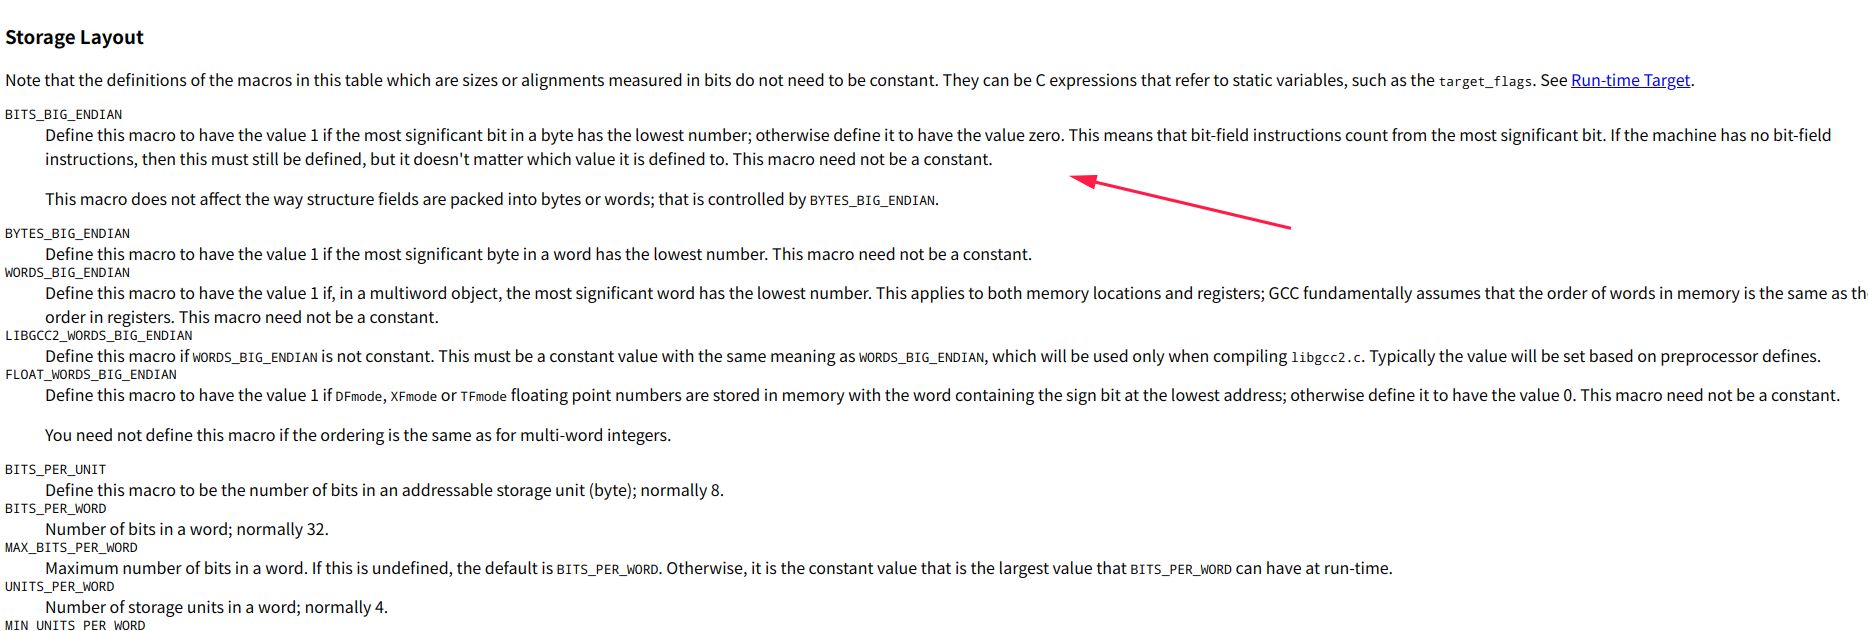 Storage Layout
Note that the definitions of the macros in this table which are sizes or alignments measured in bits do not need to be constant. They can be C expressions that refer to static variables, such as the target_flags. See Run-time Target.
BITS_BIG_ENDIAN
Define this macro to have the value 1 if the most significant bit in a byte has the lowest number; otherwise define it to have the value zero. This means that bit-field instructions count from the most significant bit. If the machine has no bit-field
instructions, then this must still be defined, but it doesn't matter which value it is defined to. This macro need not be a constant.
This macro does not affect the way structure fields are packed into bytes or words; that is controlled by BYTES_BIG_ENDIAN.
BYTES_BIG_ENDIAN
Define this macro to have the value 1 if the most significant byte in a word has the lowest number. This macro need not be a constant.
WORDS_BIG_ENDIAN
Define this macro to have the value 1 if, in a multiword object, the most significant word has the lowest number. This applies to both memory locations and registers; GCC fundamentally assumes that the order of words in memory is the same as th
order in registers. This macro need not be a constant.
LIBGCC2_WORDS_BIG_ENDIAN
Define this macro if WORDS_BIG_ENDIAN is not constant. This must be a constant value with the same meaning as WORDS_BIG_ENDIAN, which will be used only when compiling libgcc2.c. Typically the value will be set based on preprocessor defines.
FLOAT_WORDS_BIG_ENDIAN
Define this macro to have the value 1 if DFmode, XFmode or TFmode floating point numbers are stored in memory with the word containing the sign bit at the lowest address; otherwise define it to have the value 0. This macro need not be a constant.
You need not define this macro if the ordering is the same as for multi-word integers.
BITS_PER_UNIT
Define this macro to be the number of bits in an addressable storage unit (byte); normally 8.
BITS_PER_WORD
Number of bits in a word; normally 32.
MAX_BITS_PER_WORD
Maximum number of bits in a word. If this is undefined, the default is BITS_PER_WORD. Otherwise, it is the constant value that is the largest value that BITS_PER_WORD can have at run-time.
UNITS_PER_WORD
Number of storage units in a word; normally 4.
MIN_UNITS_PER_WORD